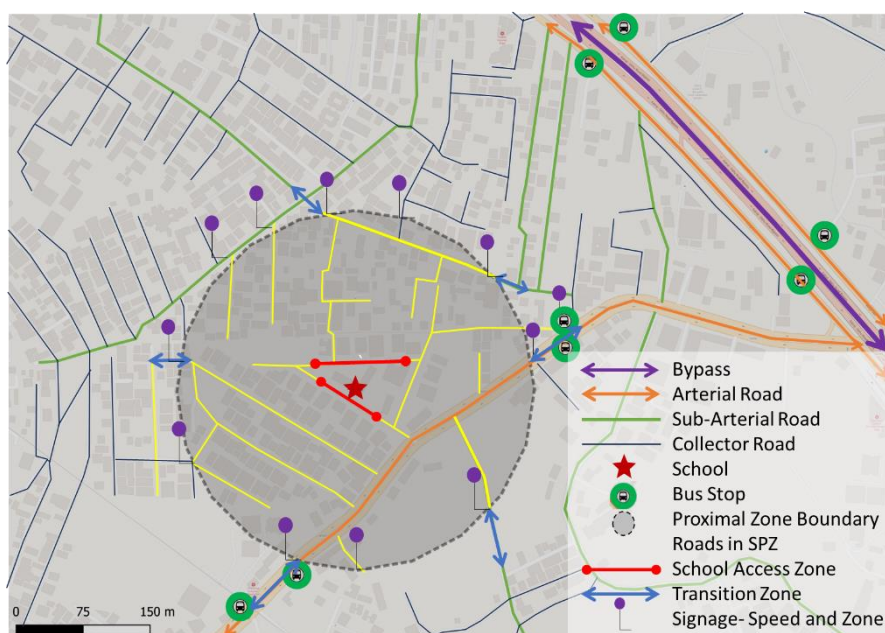 Bypass
Arterial Road
Sub-Arterial Road
Collector Road
School
Bus Stop
Proximal Zone Boundary
Roads in SPZ
School Access Zone
Transition Zone
Signage- Speed and Zone
0 75 150 m